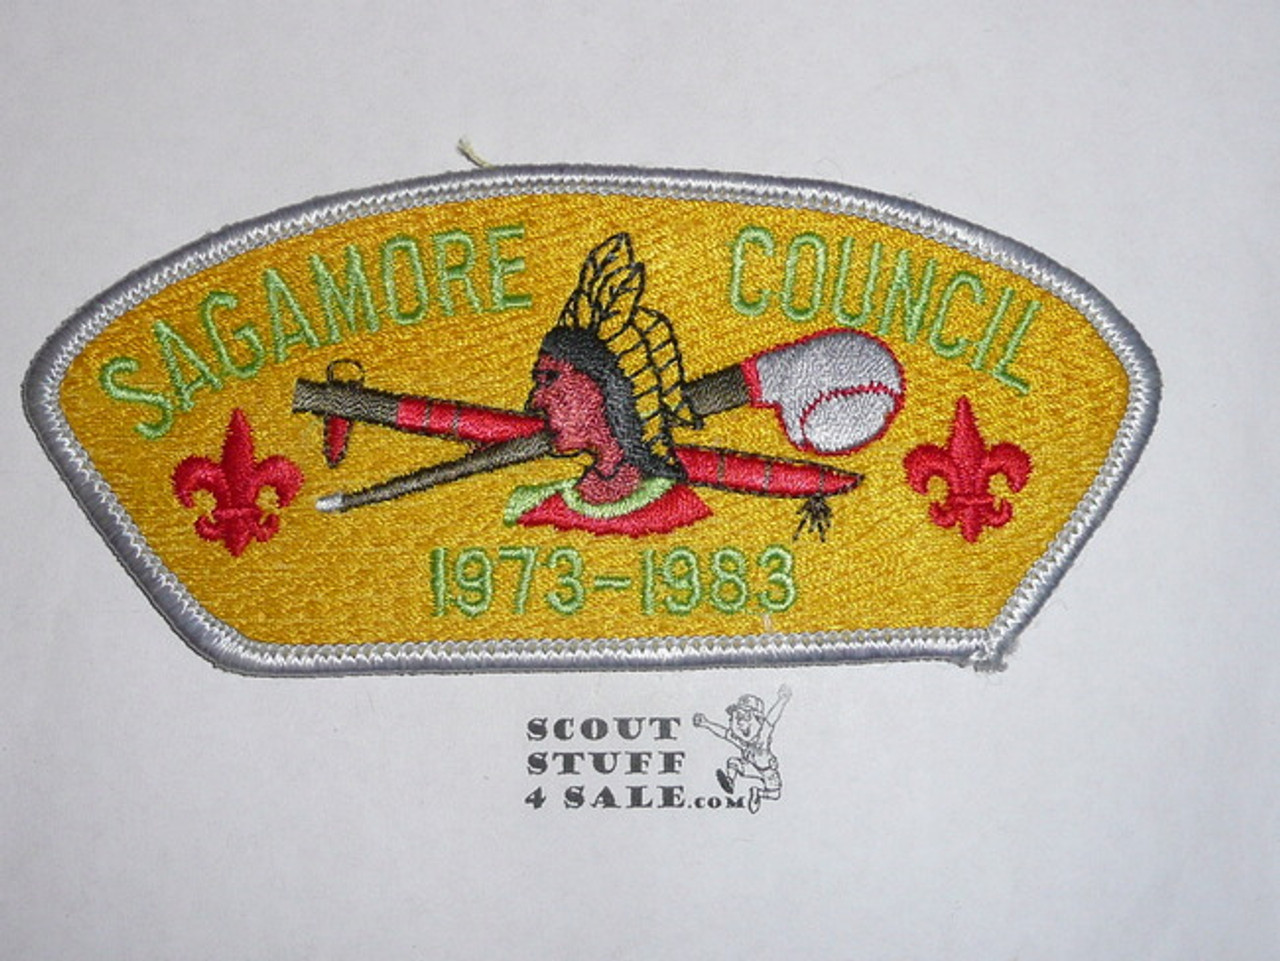 SAGAMORE COUNCIL
1973-1983
SCOUT
STUFF
4 SALE.COM